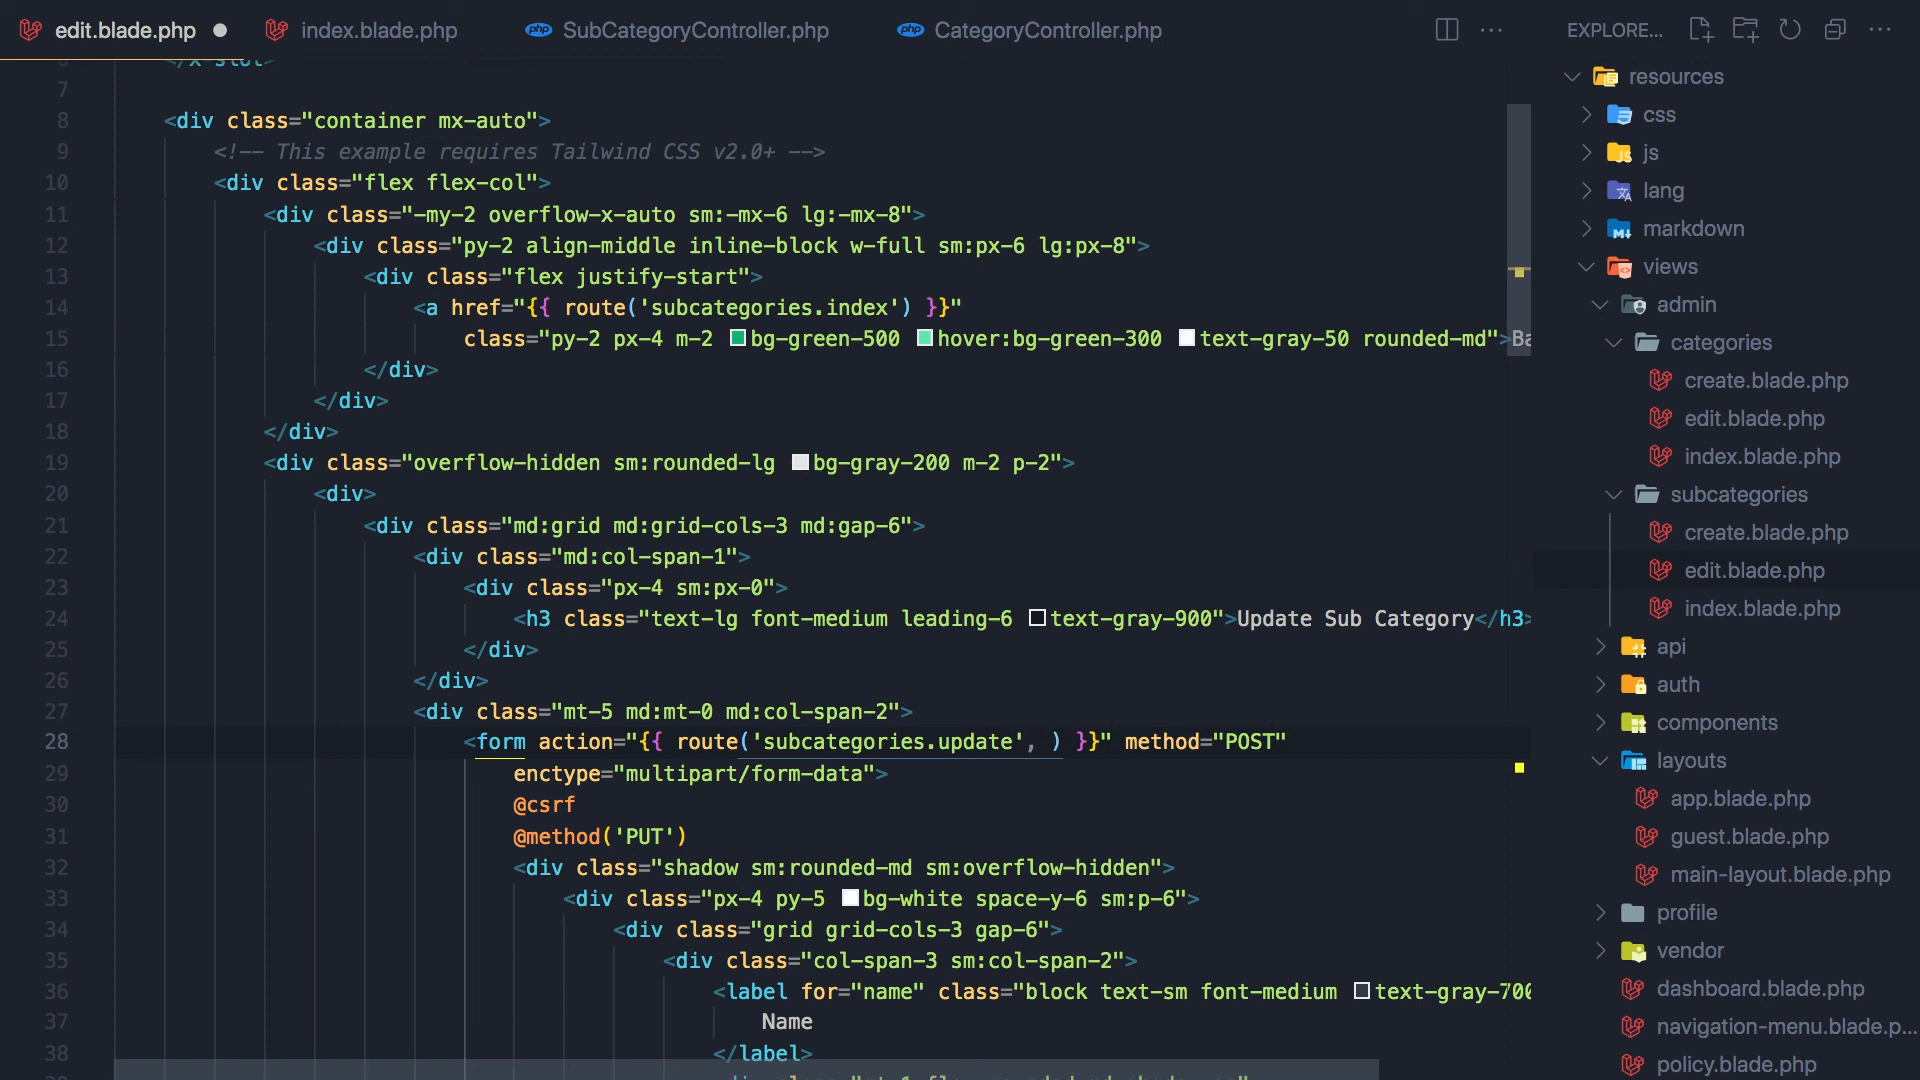 edit.blade.php
index.blade.php
php SubCategoryController.php
php CategoryController.php
EXPLORE...
7
8 <div class="container mx-auto">
9 <!-- This example requires Tailwind CSS v2.0+ -->
10 <div class="flex flex-col">
11 <div class="-my-2 overflow-x-auto sm:-mx-6 lg:-mx-8">
12 <div class="py-2 align-middle inline-block w-full sm:px-6 lg:px-8">
13 <div class="flex justify-start">
14 <a href="{{ route('subcategories.index') }}"
15 class="py-2 px-4 m-2 bg-green-500 hover:bg-green-300 text-gray-50 rounded-md">Ba
16 </div>
17 </div>
18 </div>
19 <div class="overflow-hidden sm:rounded-lg bg-gray-200 m-2 p-2">
20 <div>
21 <div class="md:grid md:grid-cols-3 md:gap-6">
22 <div class="md:col-span-1">
23 <div class="px-4 sm:px-0">
24 <h3 class="text-lg font-medium leading-6 text-gray-900">Update Sub Category</h3>
25 </div>
26 </div>
27 <div class="mt-5 md:mt-0 md:col-span-2">
28 <form action="{{ route('subcategories.update', ) }}" method="POST"
29 enctype="multipart/form-data">
30 @csrf
31 @method('PUT')
32 <div class="shadow sm:rounded-md sm:overflow-hidden">
33 <div class="px-4 py-5 bg-white space-y-6 sm:p-6">
34 <div class="grid grid-cols-3 gap-6">
35 <div class="col-span-3 sm:col-span-2">
36 <label for="name" class="block text-sm font-medium text-gray-700
37 Name
38 </label>
resources
css
js
lang
markdown
views
admin
categories
create.blade.php
edit.blade.php
index.blade.php
subcategories
create.blade.php
edit.blade.php
index.blade.php
api
auth
components
layouts
app.blade.php
guest.blade.php
main-layout.blade.php
profile
vendor
dashboard.blade.php
navigation-menu.blade.p...
policy.blade.php